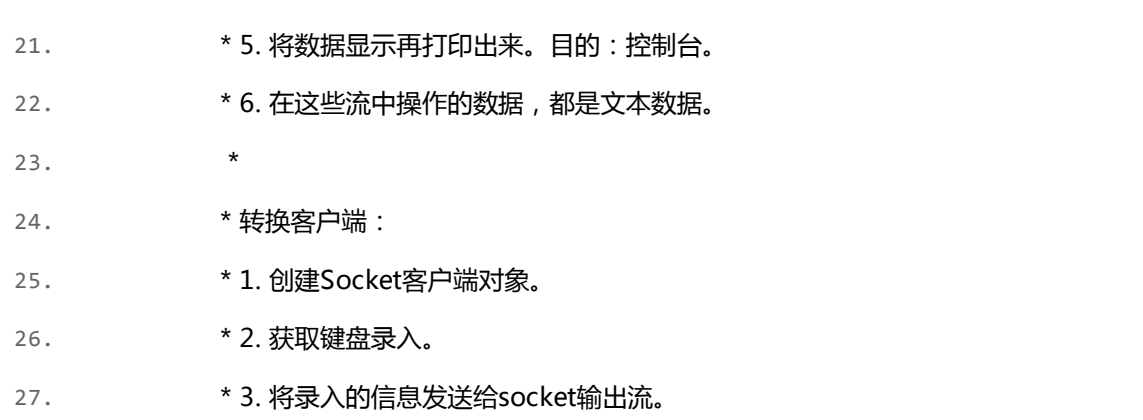 21. * 5. 将数据显示再打印出来。目的：控制台。
22. * 6. 在这些流中操作的数据，都是文本数据。
23. *
24. * 转换客户端：
25. * 1. 创建Socket客户端对象。
26. * 2. 获取键盘录入。
27. * 3. 将录入的信息发送给socket输出流。